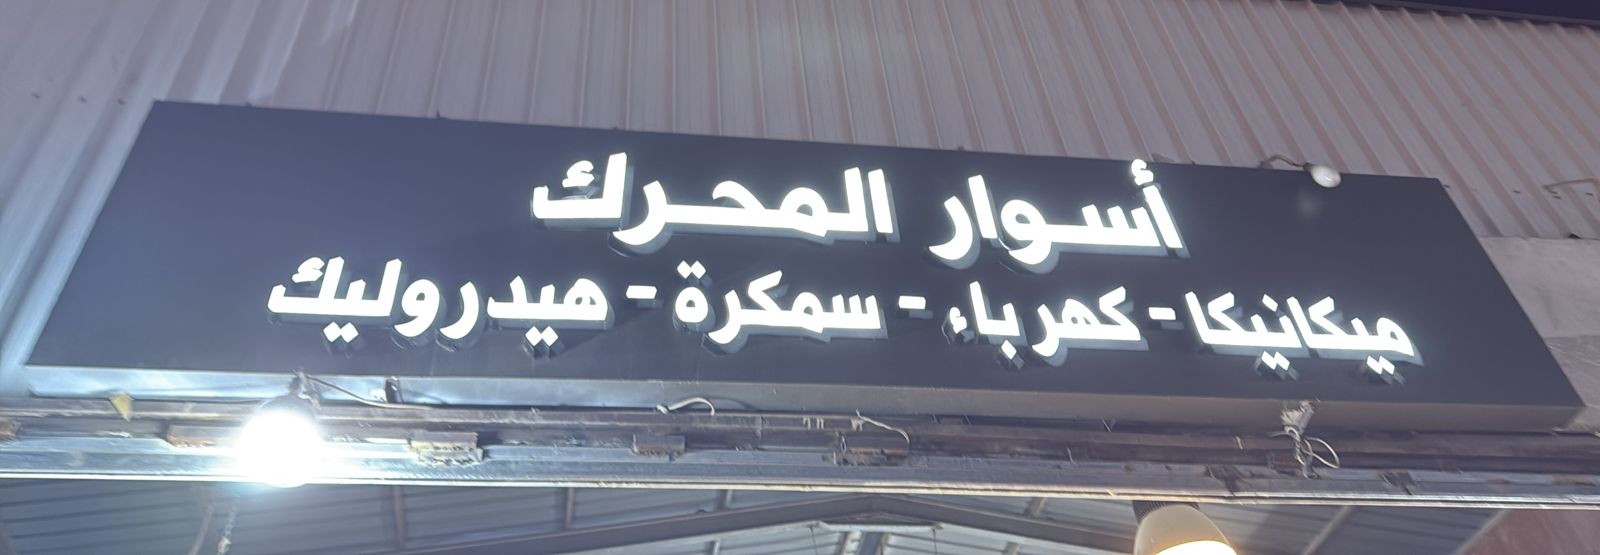 أسوار المحرك
ميكانيكا - كهرباء - سمكرة - هيدروليك